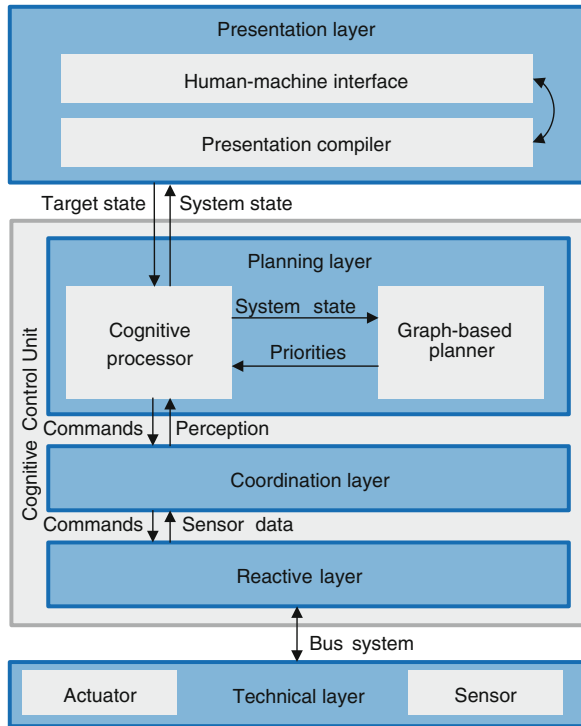 Presentation layer
Human-machine interface
Presentation compiler
Target state
System state
Cognitive Control Unit
Planning layer
Cognitive
processor
System state
Priorities
Graph-based
planner
Commands
Perception
Coordination layer
Commands
Sensor data
Reactive layer
Bus system
Actuator
Technical layer
Sensor